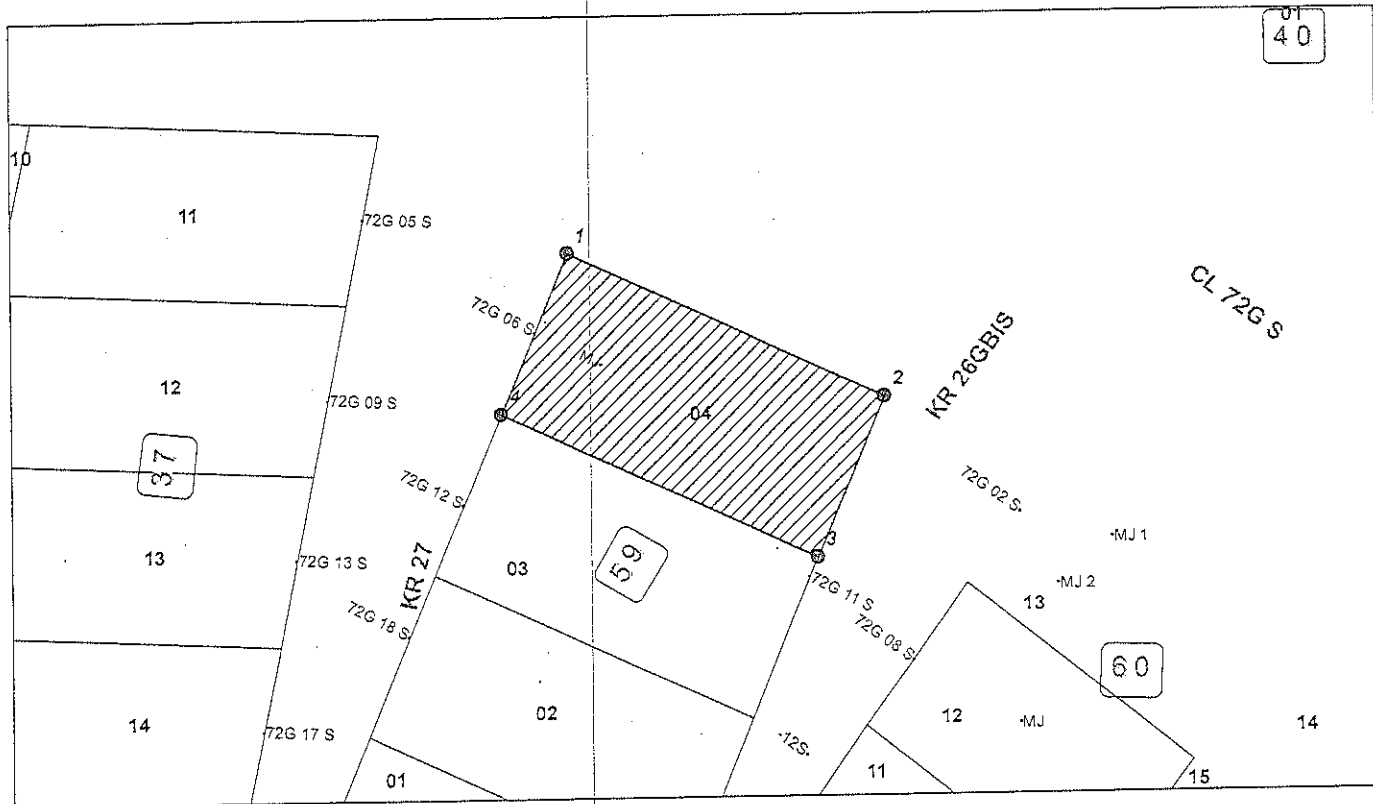 01
40
10
11
72G 05 S
1
72G 06 S
MJ
CL 72G S
KR 26GBIS
2
12
72G 09 S
4
04
37
72G 12 S
72G 02 S
MJ 1
13
72G 13 S
KR 27
03
59
3
72G 11 S
MJ 2
13
72G 18 S
72G 08 S
60
14
72G 17 S
02
12S
12
MJ
14
01
11
15